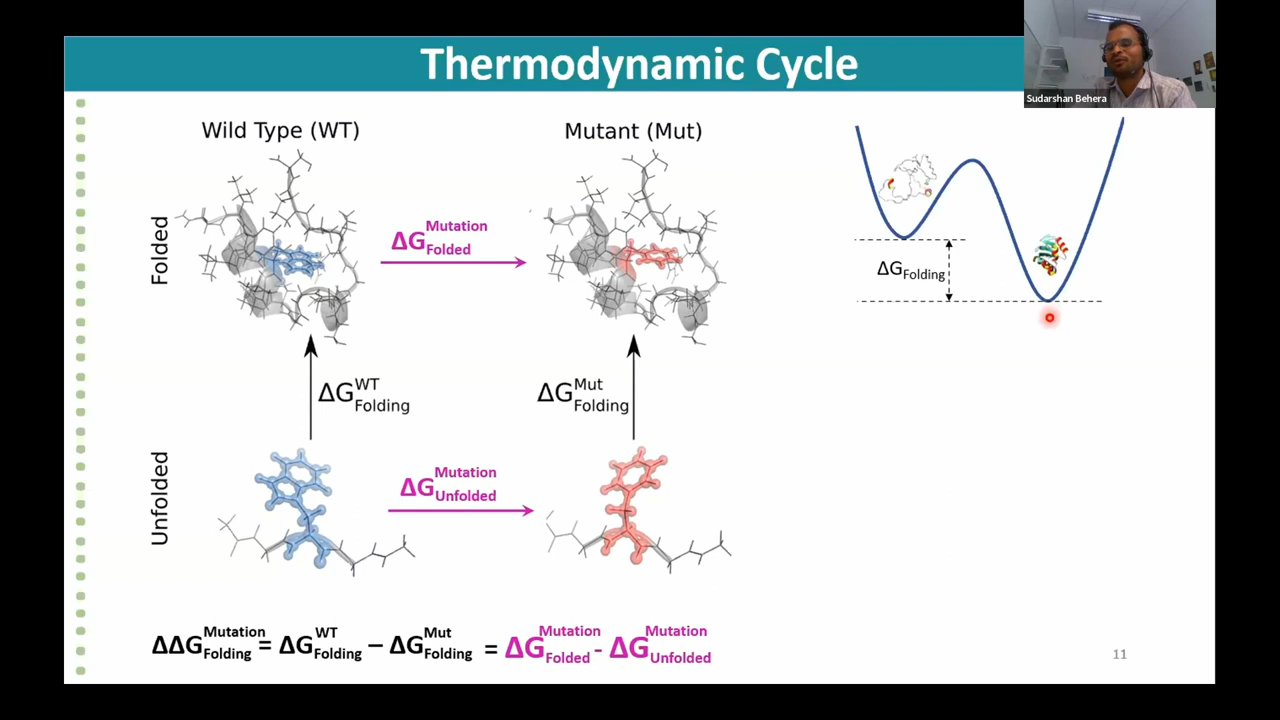 Thermodynamic Cycle
Sudarshan Behera
Wild Type (WT)
Mutant (Mut)
Folded
ΔG Mutation Folded
ΔG Folding
ΔG WT Folding
ΔG Mut Folding
Unfolded
ΔG Mutation Unfolded
ΔΔG Mutation Folding = ΔG WT Folding – ΔG Mut Folding = ΔG Mutation Folded - ΔG Mutation Unfolded
11